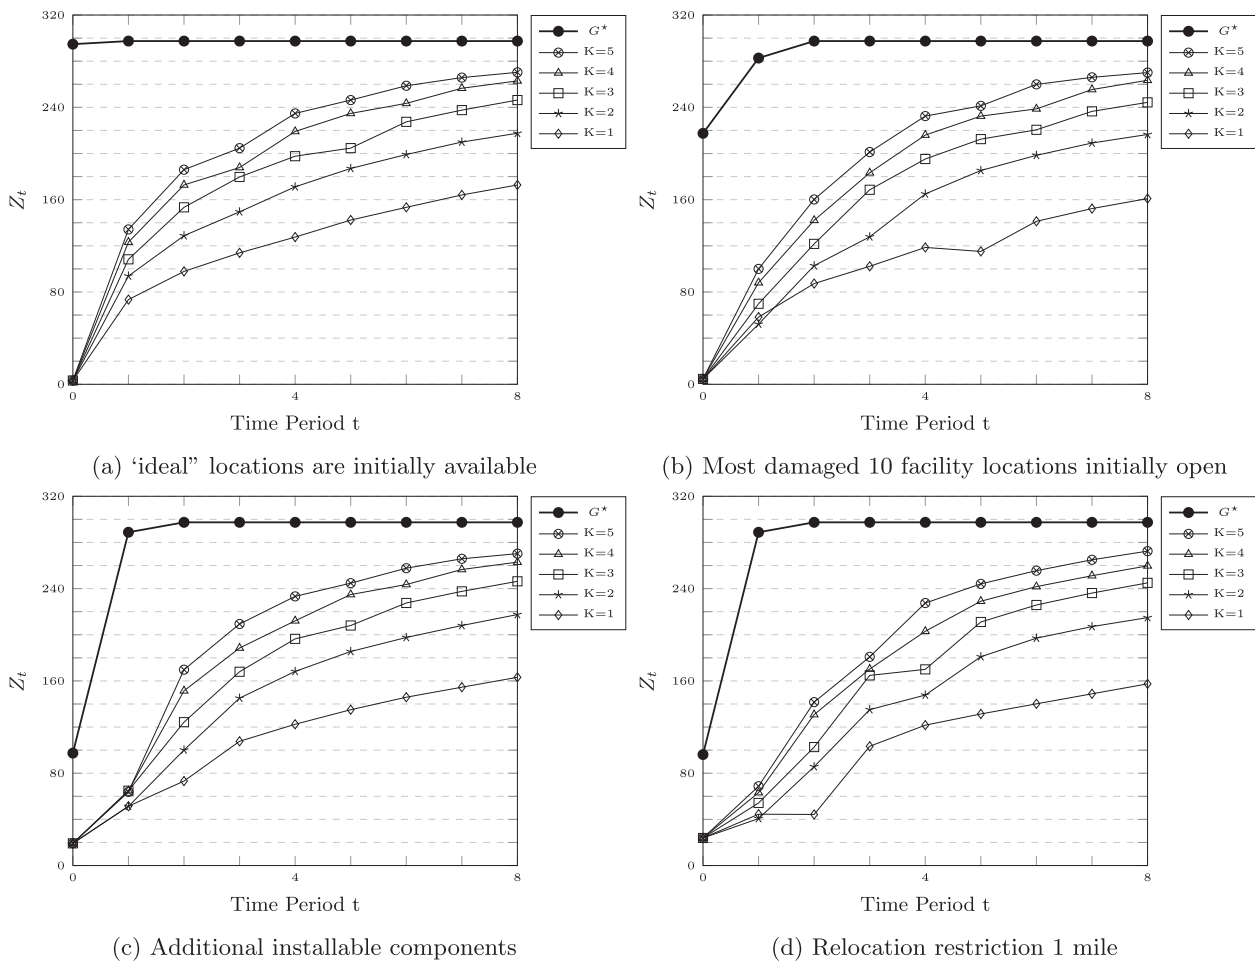 320
240
160
80
0
Z_t
0 4 8
Time Period t
G⋆
K=5
K=4
K=3
K=2
K=1
(a) ‘ideal” locations are initially available
320
240
160
80
0
Z_t
0 4 8
Time Period t
G⋆
K=5
K=4
K=3
K=2
K=1
(b) Most damaged 10 facility locations initially open
320
240
160
80
0
Z_t
0 4 8
Time Period t
G⋆
K=5
K=4
K=3
K=2
K=1
(c) Additional installable components
320
240
160
80
0
Z_t
0 4 8
Time Period t
G⋆
K=5
K=4
K=3
K=2
K=1
(d) Relocation restriction 1 mile